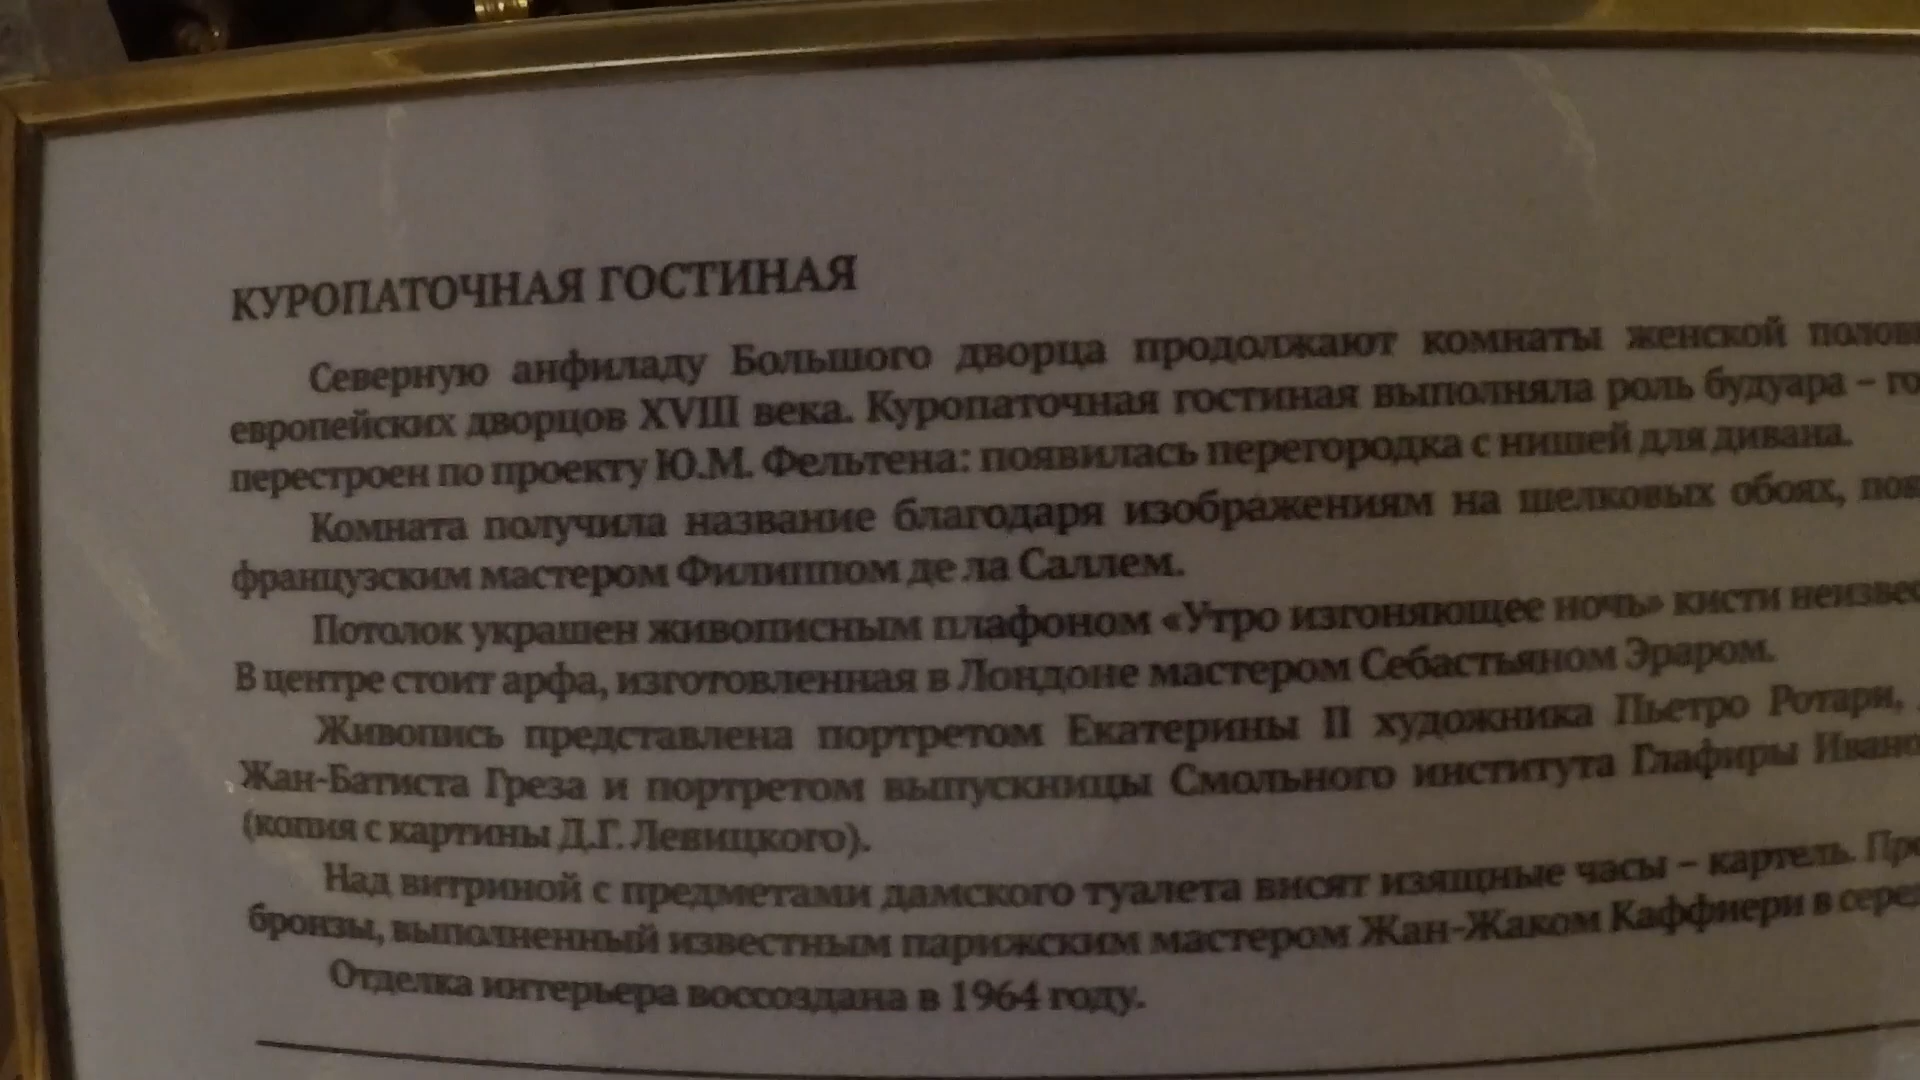 КУРОПАТОЧНАЯ ГОСТИНАЯ
Северную анфиладу Большого дворца продолжают комнаты женской
европейских дворцов XVIII века. Куропаточная гостиная выполняла роль будуара –
перестроен по проекту Ю.М. Фельтена: появилась перегородка с нишей для дивана.
Комната получила название благодаря изображениям на шелковых обоях,
французским мастером Филиппом де ла Саллем.
Потолок украшен живописным плафоном «Утро изгоняющее ночь» кисти
В центре стоит арфа, изготовленная в Лондоне мастером Себастьяном Эраром.
Живопись представлена портретом Екатерины II художника Пьетро Ротари,
Жан-Батиста Греза и портретом выпускницы Смольного института Глафиры
(копия с картины Д.Г. Левицкого).
Над витриной с предметами дамского туалета висят изящные часы – картель.
бронзы, выполненный известным парижским мастером Жан-Жаком Каффиери в
Отделка интерьера воссоздана в 1964 году.